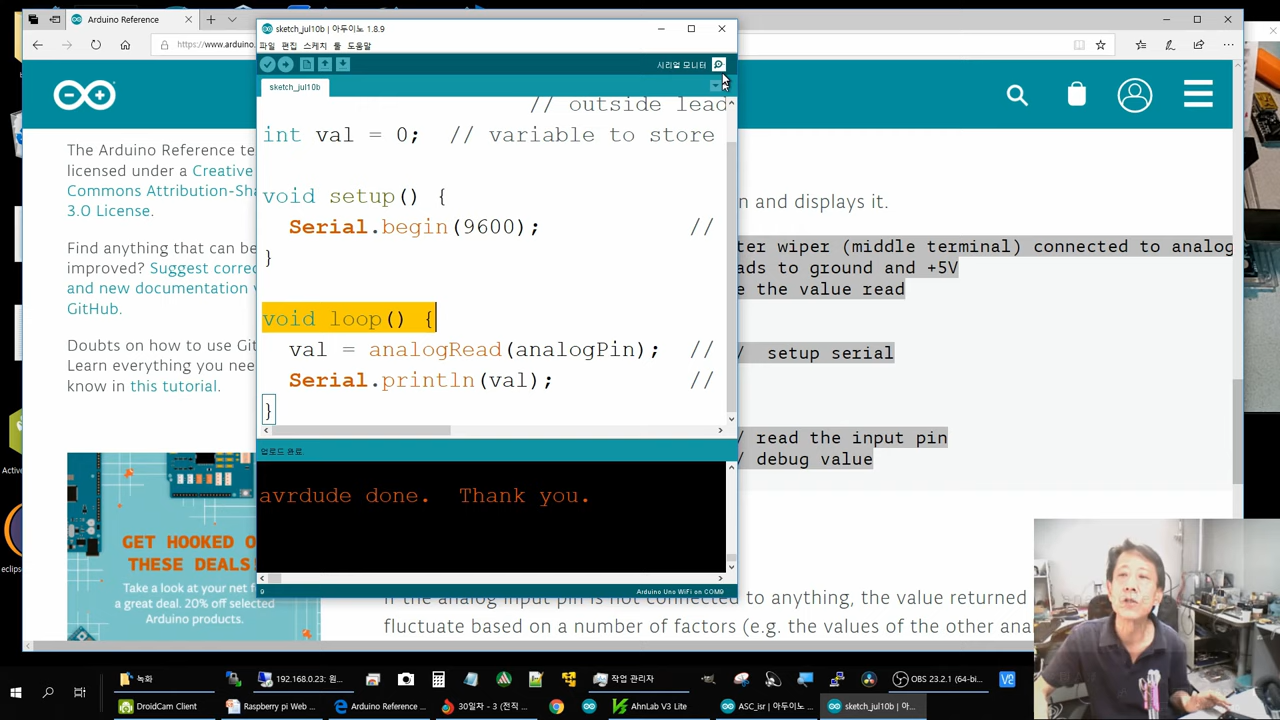 Arduino Reference
https://www.arduino.
The Arduino Reference te
licensed under a Creative
Commons Attribution-Sha
3.0 License.
Find anything that can be
improved? Suggest correc
and new documentation v
GitHub.
Doubts on how to use Git
Learn everything you nee
know in this tutorial.
GET HOOKED O
THESE DEALS!
Take a look at your net f
a great deal. 20% off selected
Arduino products.
sketch_jul10b | 아두이노 1.8.9
파일 편집 스케치 툴 도움말
시리얼 모니터
sketch_jul10b
// outside lead
int val = 0; // variable to store
void setup() {
Serial.begin(9600); //
}
void loop() {
val = analogRead(analogPin); //
Serial.println(val); //
}
업로드 완료.
avrdude done. Thank you.
9
Arduino Uno WiFi on COM9
n and displays it.
ter wiper (middle terminal) connected to analog
ads to ground and +5V
e the value read
/ setup serial
/ read the input pin
/ debug value
If the analog input pin is not connected to anything, the value returned
fluctuate based on a number of factors (e.g. the values of the other ana
Active
eclips
녹화
192.168.0.23: 원...
작업 관리자
OBS 23.2.1 (64-bi...
DroidCam Client
Raspberry pi Web ...
Arduino Reference ...
30일자 - 3 (전직 ...
AhnLab V3 Lite
ASC_isr | 아두이노 ...
sketch_jul10b | 아...